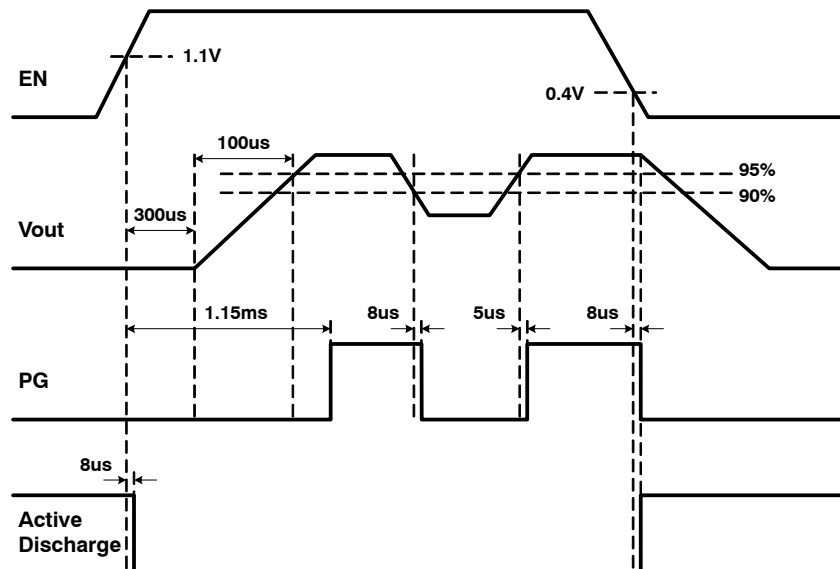 1.1V
EN
0.4V
100us
95%
90%
300us
Vout
1.15ms
8us
5us
8us
PG
8us
Active
Discharge